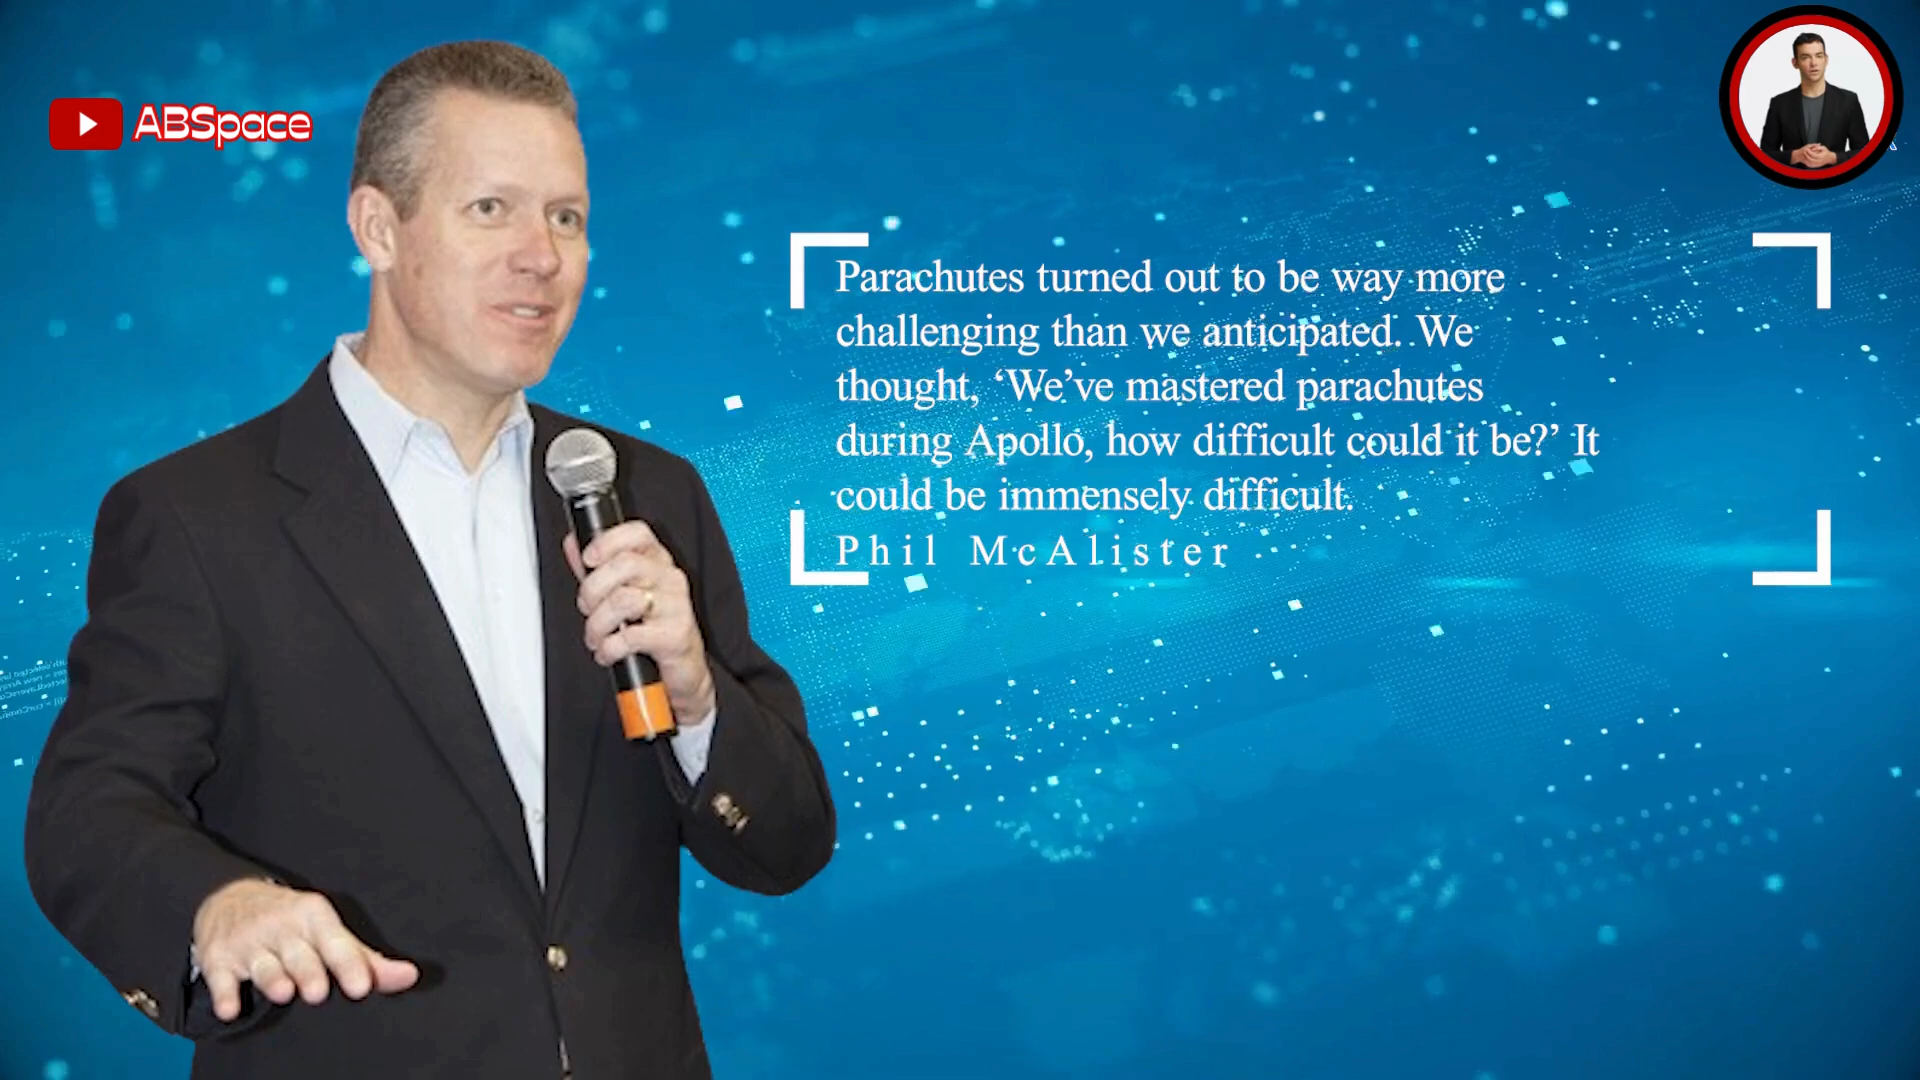 ABSpace
Parachutes turned out to be way more
challenging than we anticipated. We
thought, ‘We’ve mastered parachutes
during Apollo, how difficult could it be?’ It
could be immensely difficult.
Phil McAlister